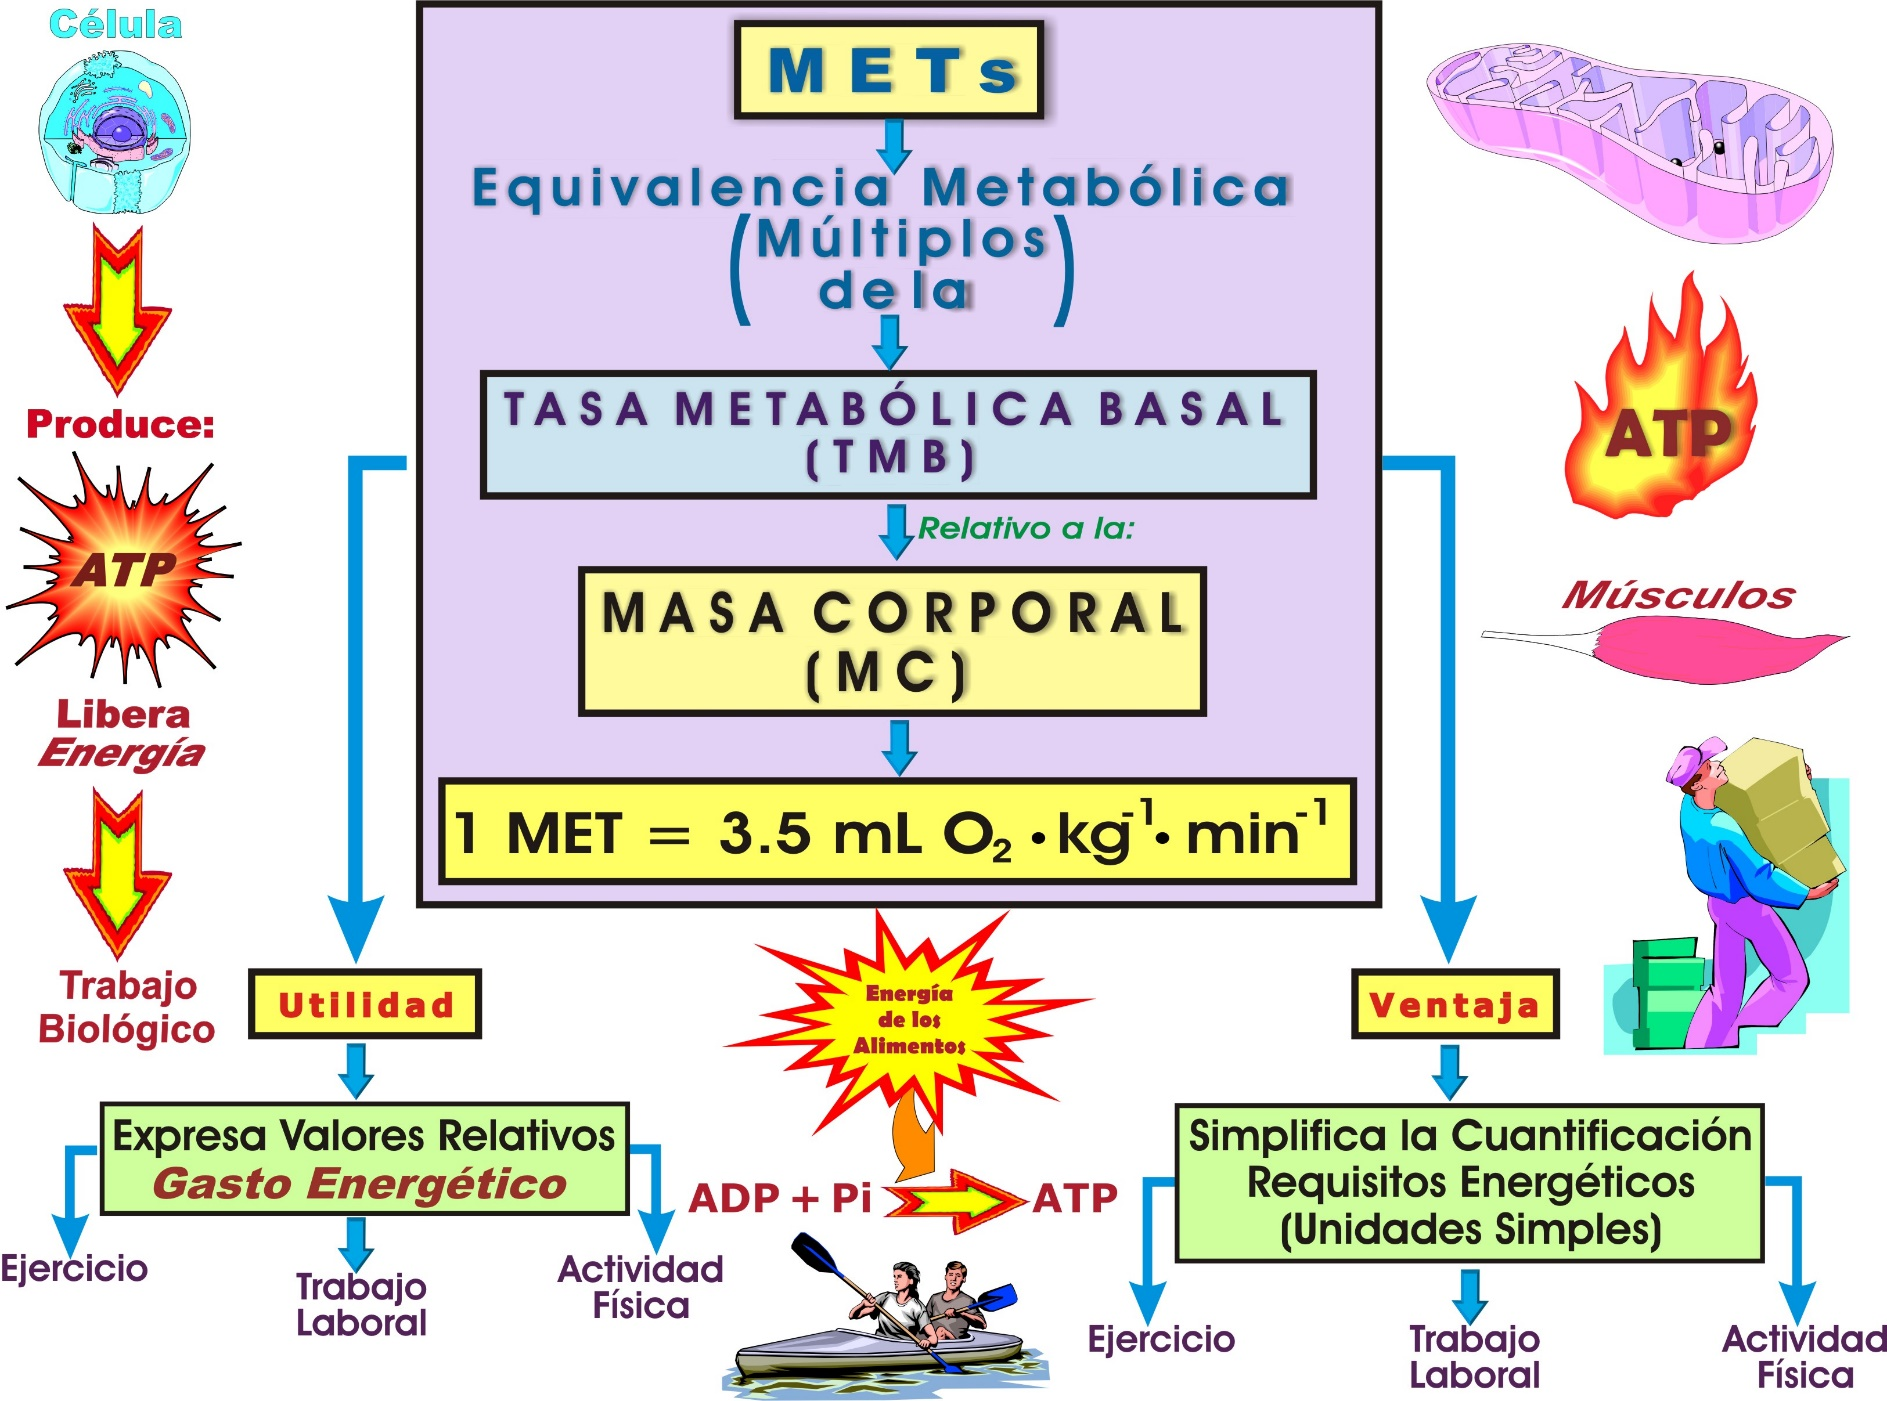 Célula
Produce:
ATP
Libera
Energía
Trabajo
Biológico
METs
Equivalencia Metabólica
(Múltiplos
de la)
TASA METABÓLICA BASAL
(TMB)
Relativo a la:
MASA CORPORAL
(MC)
1 MET = 3.5 mL O₂ • kg⁻¹ • min⁻¹
ATP
Músculos
Utilidad
Expresa Valores Relativos
Gasto Energético
Ejercicio
Trabajo
Laboral
Actividad
Física
Energía
de los
Alimentos
ADP + Pi
ATP
Ventaja
Simplifica la Cuantificación
Requisitos Energéticos
(Unidades Simples)
Ejercicio
Trabajo
Laboral
Actividad
Física